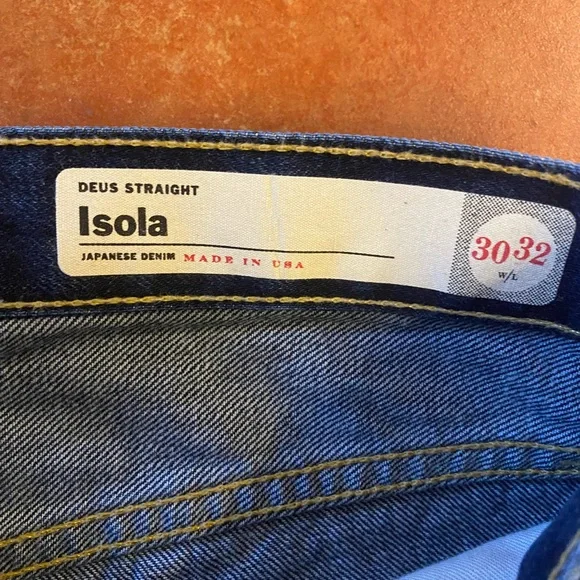 DEUS STRAIGHT
Isola
JAPANESE DENIM MADE IN USA
30 32
W/L